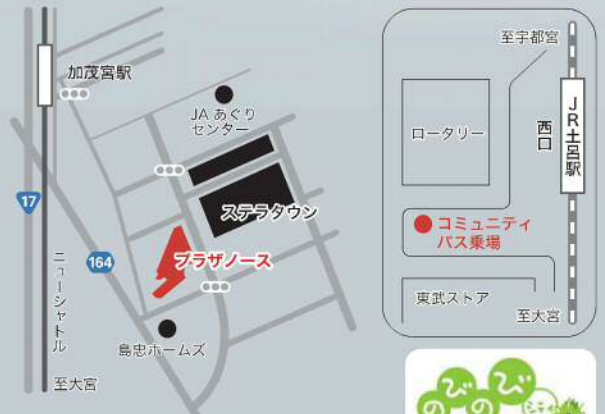 加茂宮駅
JA あぐり
センター
ステラタウン
プラザノース
17
164
ニューシャトル
島忠ホームズ
至大宮
至宇都宮
JR土呂駅
西口
ロータリー
コミュニティ
バス乗場
東武ストア
至大宮
のびのび